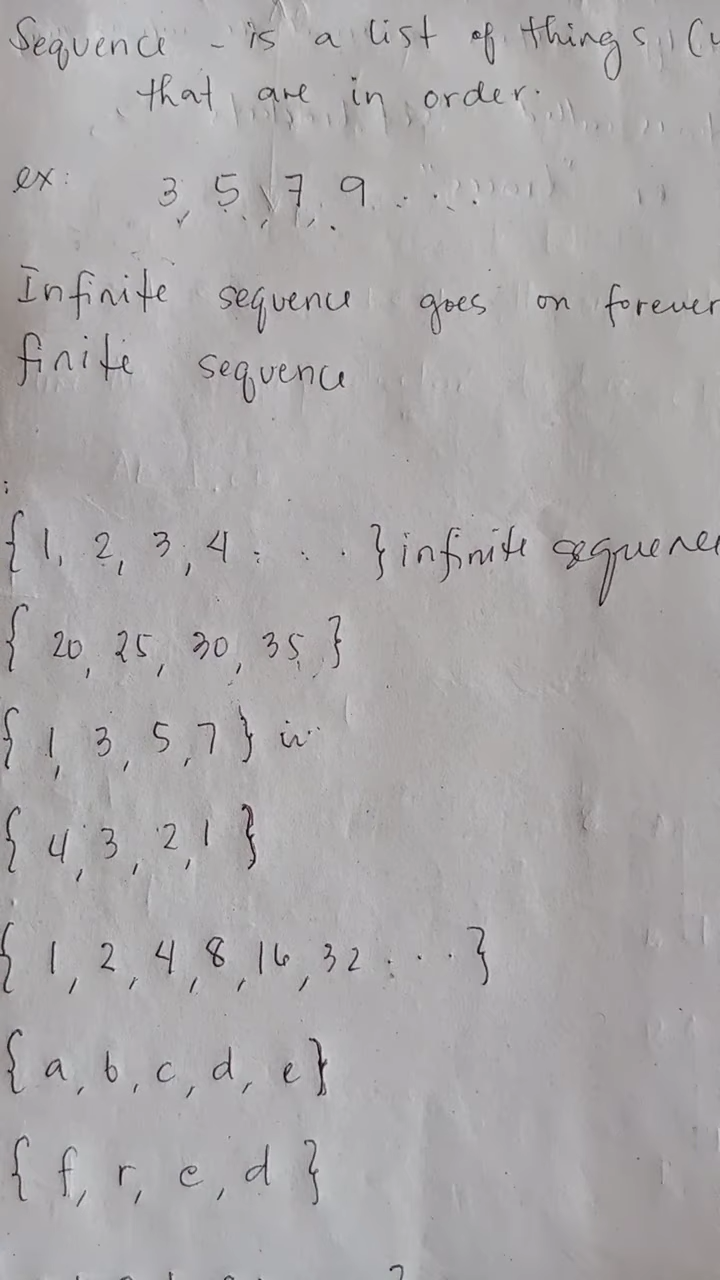 Sequence - is a list of things
that are in order.
ex: 3, 5, 7, 9 . . . .
Infinite sequence goes on forever
finite sequence
{ 1, 2, 3, 4 . . . } infinite sequence
{ 20, 25, 30, 35, }
{ 1, 3, 5, 7 }
{ 4, 3, 2, 1 }
{ 1, 2, 4, 8, 16, 32 . . . }
{ a, b, c, d, e }
{ f, r, e, d }